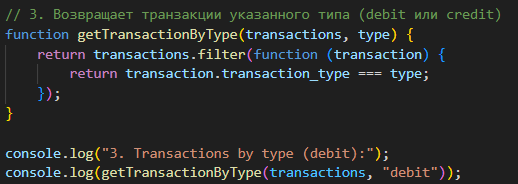 // 3. Возвращает транзакции указанного типа (debit или credit)
function getTransactionByType(transactions, type) {
    return transactions.filter(function (transaction) {
        return transaction.transaction_type === type;
    });
}

console.log("3. Transactions by type (debit):");
console.log(getTransactionByType(transactions, "debit"));